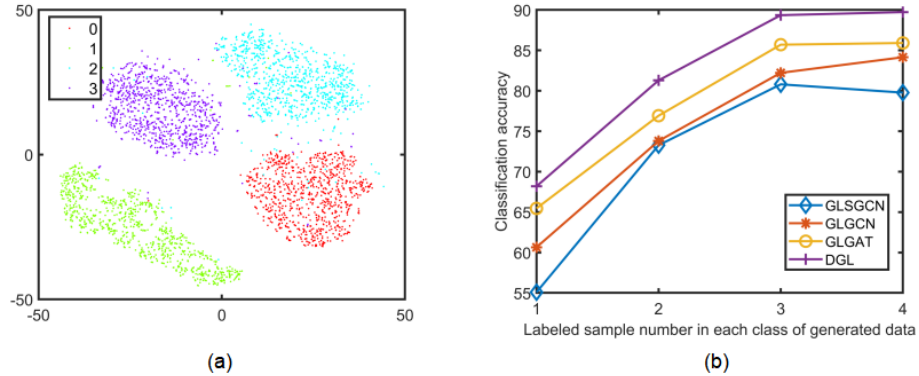 50
0
1
2
3
0
-50
-50
0
50
(a)
Classification accuracy
90
85
80
75
70
65
60
55
GLSGCN
GLGCN
GLGAT
DGL
1
2
3
4
Labeled sample number in each class of generated data
(b)